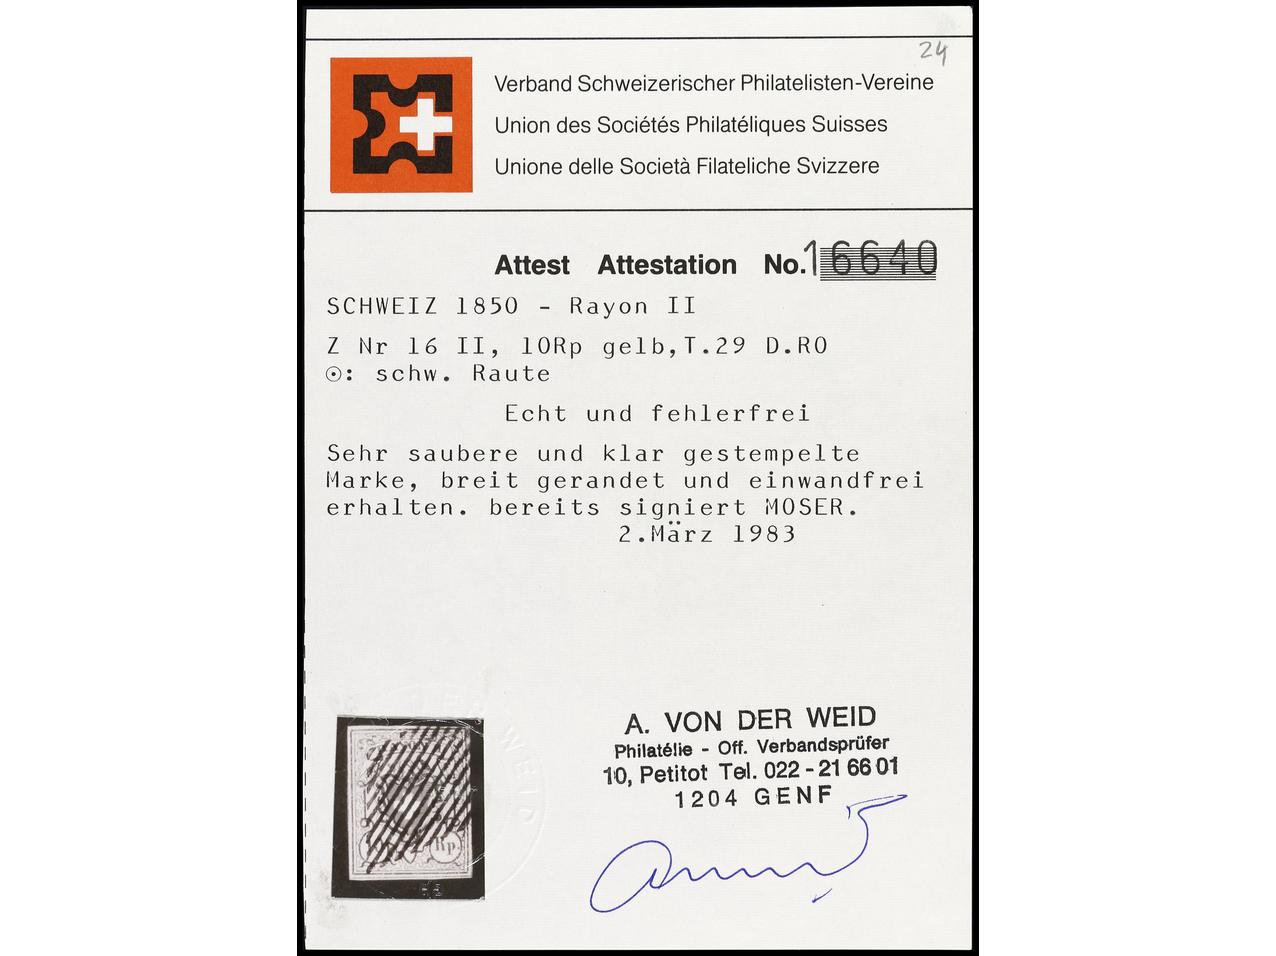 24
Verband Schweizerischer Philatelisten-Vereine
Union des Sociétés Philatéliques Suisses
Unione delle Società Filateliche Svizzere
Attest Attestation No. 16640
SCHWEIZ 1850 - Rayon II
Z Nr 16 II, 10Rp gelb,T.29 D.RO
⊙: schw. Raute
Echt und fehlerfrei
Sehr saubere und klar gestempelte
Marke, breit gerandet und einwandfrei
erhalten. bereits signiert MOSER.
2.März 1983
A. VON DER WEID
Philatélie - Off. Verbandsprüfer
10, Petitot Tel. 022-21 66 01
1204 GENF
Rp.